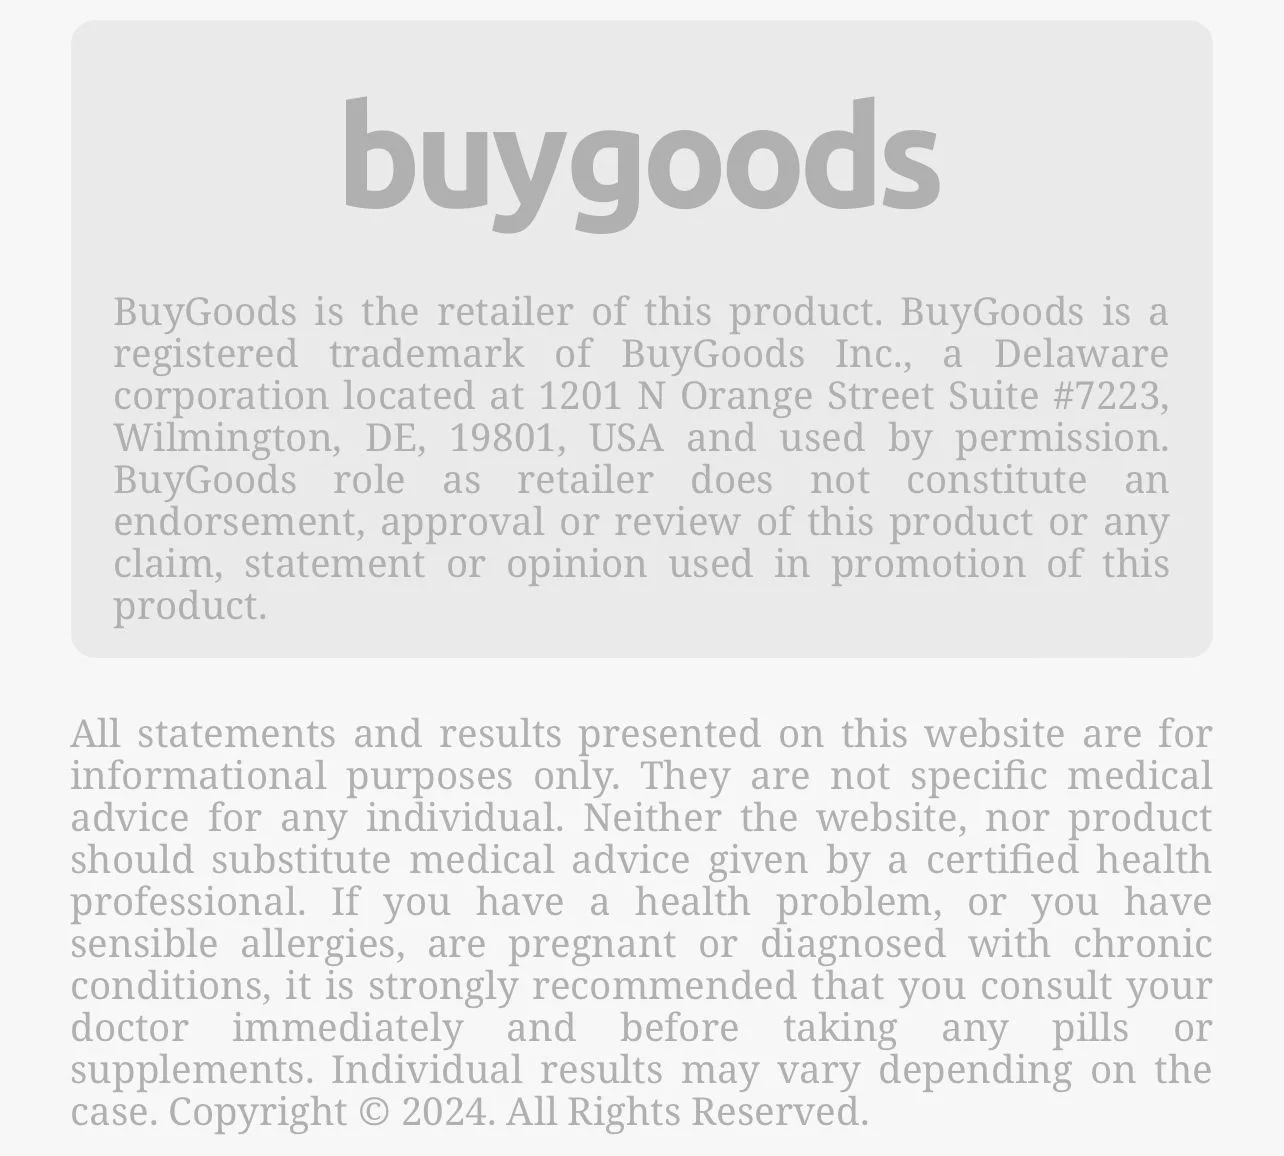 buygoods
BuyGoods is the retailer of this product. BuyGoods is a
registered trademark of BuyGoods Inc., a Delaware
corporation located at 1201 N Orange Street Suite #7223,
Wilmington, DE, 19801, USA and used by permission.
BuyGoods role as retailer does not constitute an
endorsement, approval or review of this product or any
claim, statement or opinion used in promotion of this
product.
All statements and results presented on this website are for
informational purposes only. They are not specific medical
advice for any individual. Neither the website, nor product
should substitute medical advice given by a certified health
professional. If you have a health problem, or you have
sensible allergies, are pregnant or diagnosed with chronic
conditions, it is strongly recommended that you consult your
doctor immediately and before taking any pills or
supplements. Individual results may vary depending on the
case. Copyright © 2024. All Rights Reserved.